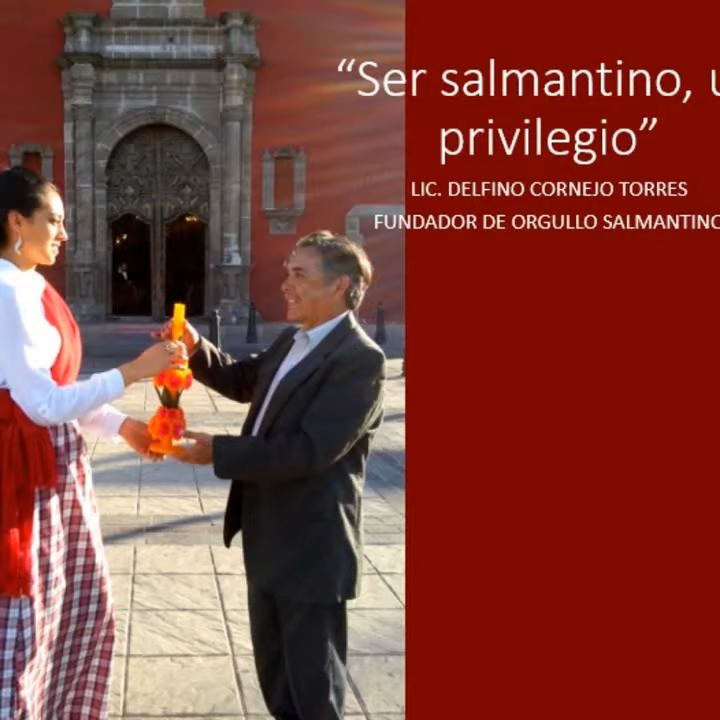 “Ser salmantino, u
privilegio”
LIC. DELFINO CORNEJO TORRES
FUNDADOR DE ORGULLO SALMANTINO